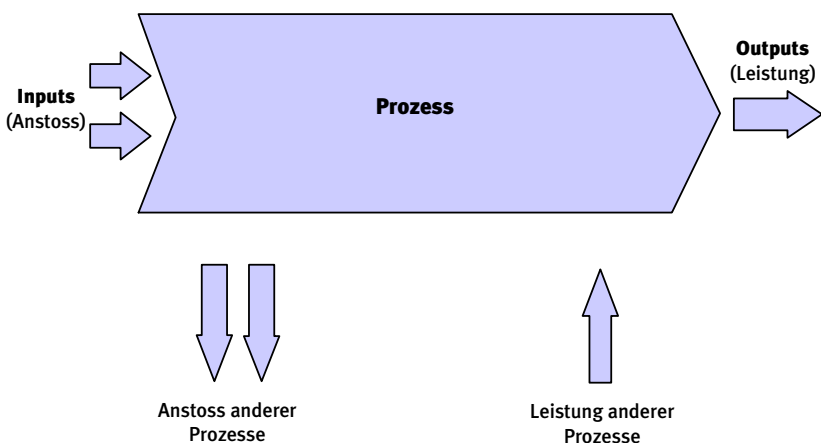 Inputs
(Anstoss)
Prozess
Outputs
(Leistung)
Anstoss anderer
Prozesse
Leistung anderer
Prozesse